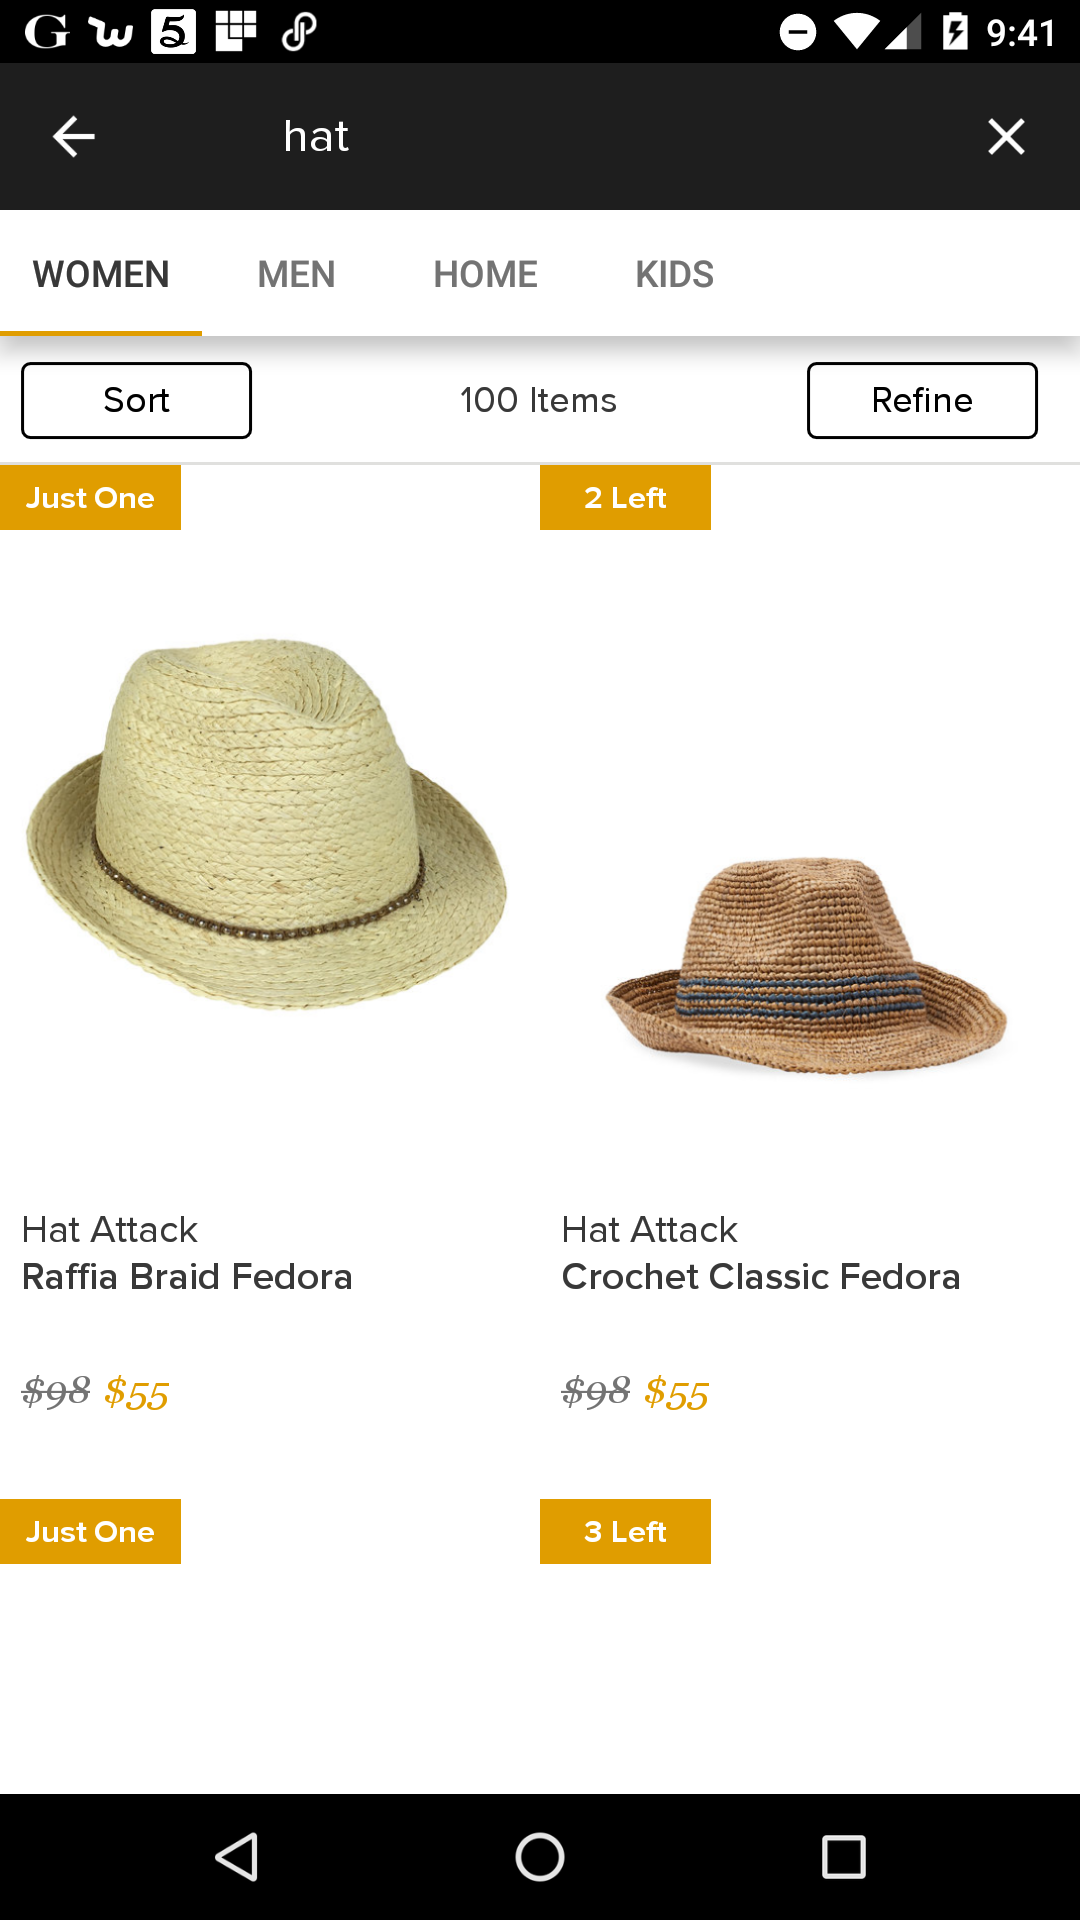 G 5 9:41
hat
WOMEN MEN HOME KIDS
Sort 100 Items Refine
Just One 2 Left
Hat Attack Hat Attack
Raffia Braid Fedora Crochet Classic Fedora
$98 $55 $98 $55
Just One 3 Left